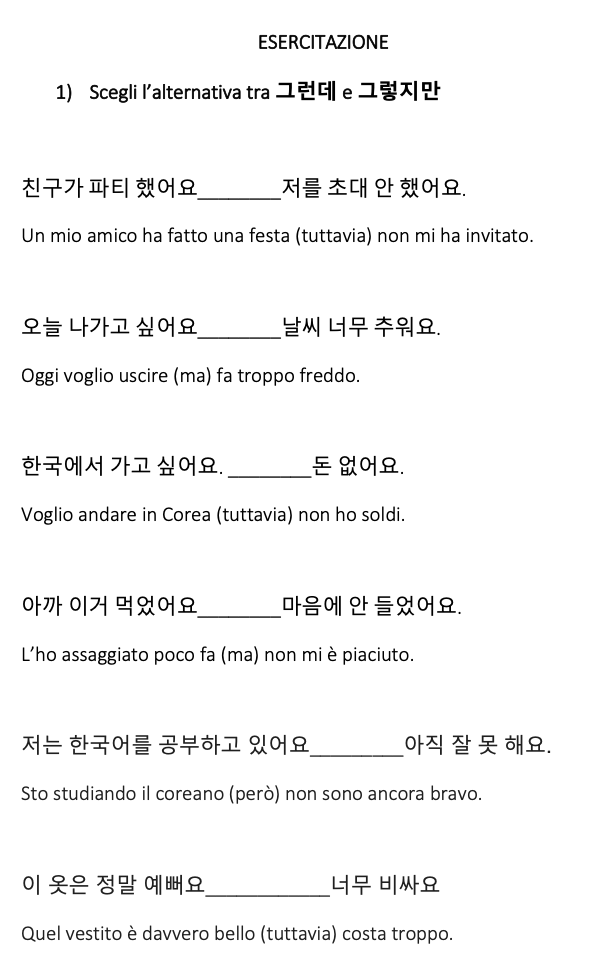 ESERCITAZIONE
1) Scegli l'alternativa tra 그런데 e 그렇지만
친구가 파티 했어요________저를 초대 안 했어요.
Un mio amico ha fatto una festa (tuttavia) non mi ha invitato.
오늘 나가고 싶어요________날씨 너무 추워요.
Oggi voglio uscire (ma) fa troppo freddo.
한국에서 가고 싶어요. ________돈 없어요.
Voglio andare in Corea (tuttavia) non ho soldi.
아까 이거 먹었어요________마음에 안 들었어요.
L'ho assaggiato poco fa (ma) non mi è piaciuto.
저는 한국어를 공부하고 있어요_________아직 잘 못 해요.
Sto studiando il coreano (però) non sono ancora bravo.
이 옷은 정말 예뻐요____________너무 비싸요
Quel vestito è davvero bello (tuttavia) costa troppo.